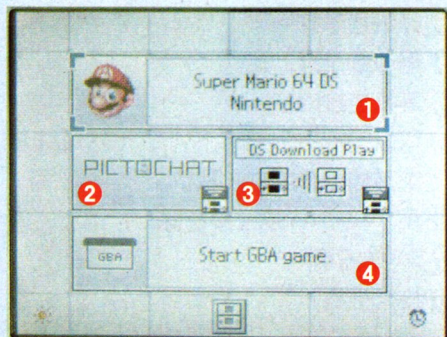 Super Mario 64 DS
Nintendo
1
PICTOCHAT
2
DS Download Play
3
GBA
Start GBA game.
4